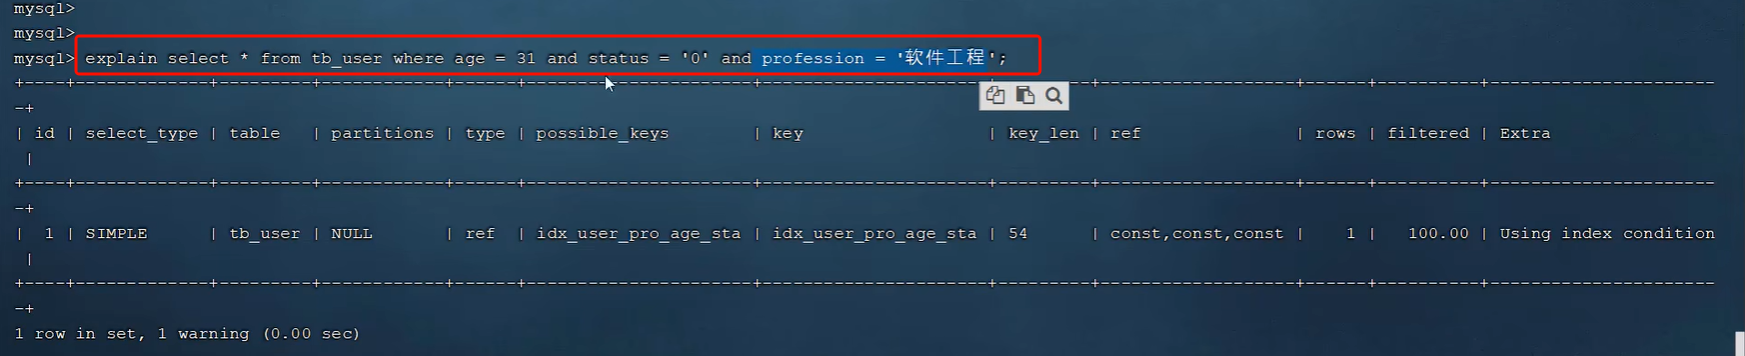 mysql>
mysql>
mysql> explain select * from tb_user where age = 31 and status = '0' and profession = '软件工程';
+----+-------------+---------+------------+------+----------------------+----------------------+---------+-------------------+------+----------+----------------------
-+
| id | select_type | table   | partitions | type | possible_keys        | key                  | key_len | ref               | rows | filtered | Extra
 |
+----+-------------+---------+------------+------+----------------------+----------------------+---------+-------------------+------+----------+----------------------
-+
|  1 | SIMPLE      | tb_user | NULL       | ref  | idx_user_pro_age_sta | idx_user_pro_age_sta | 54      | const,const,const |    1 |   100.00 | Using index condition
 |
+----+-------------+---------+------------+------+----------------------+----------------------+---------+-------------------+------+----------+----------------------
-+
1 row in set, 1 warning (0.00 sec)